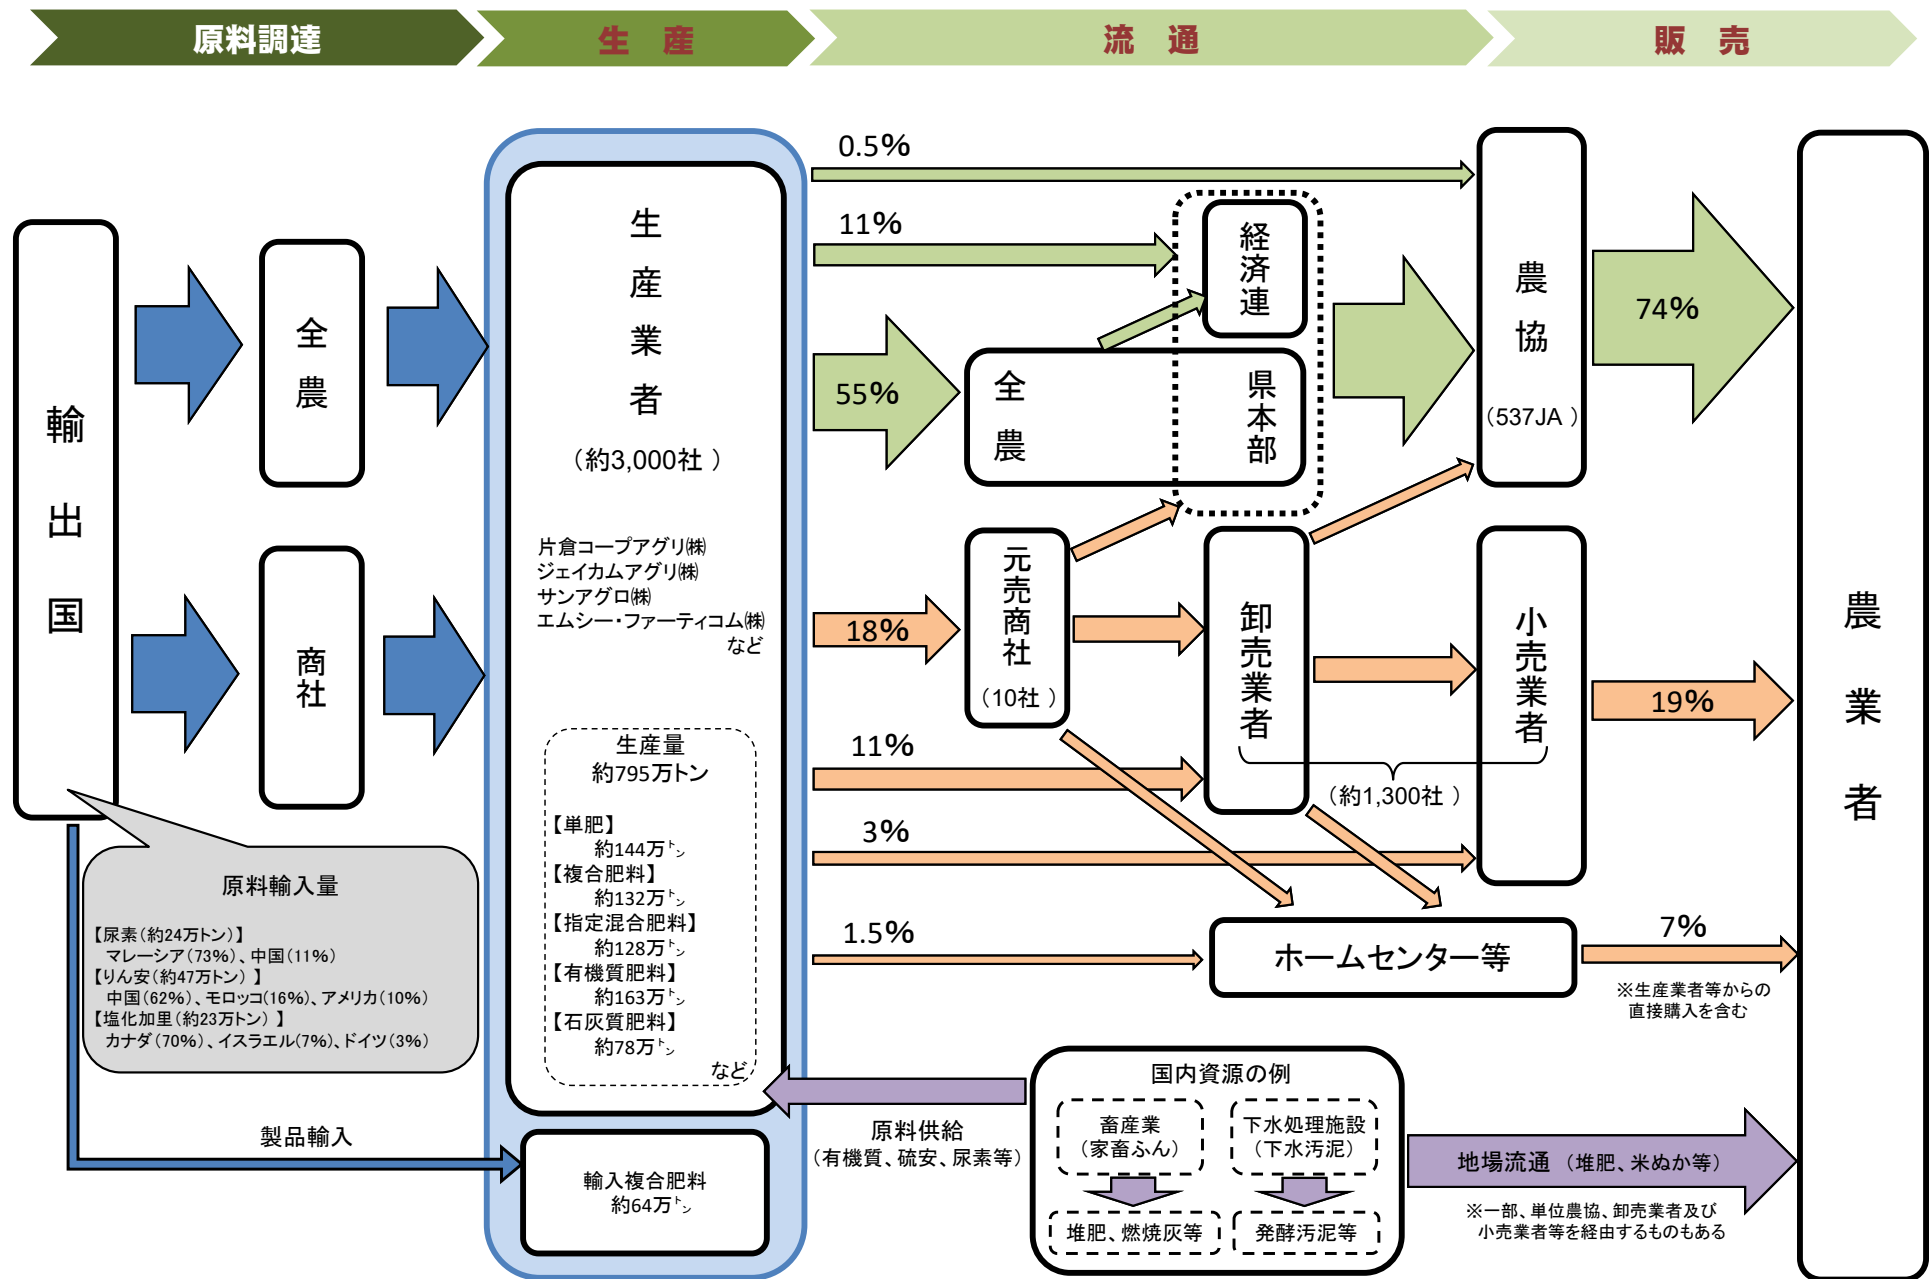 原料調達
生　産
流　通
販　売
輸出国
全農
商社
生産業者
（約3,000社 ）
片倉コープアグリ㈱
ジェイカムアグリ㈱
サンアグロ㈱
エムシー・ファーティコム㈱
など
生産量
約795万トン
【単肥】
約144万㌧
【複合肥料】
約132万㌧
【指定混合肥料】
約128万㌧
【有機質肥料】
約163万㌧
【石灰質肥料】
約78万㌧
など
輸入複合肥料
約64万㌧
製品輸入
原料輸入量
【尿素（約24万トン）】
マレーシア（73%）、中国（11%）
【りん安（約47万トン） 】
中国（62%）、モロッコ（16%）、アメリカ（10%）
【塩化加里（約23万トン） 】
カナダ（70%）、イスラエル（7%）、ドイツ（3%）
0.5%
11%
55%
18%
11%
3%
1.5%
経済連
全農
県本部
元売商社
（10社 ）
卸売業者
小売業者
（約1,300社 ）
農協
（537JA ）
ホームセンター等
74%
19%
7%
※生産業者等からの
直接購入を含む
農業者
原料供給
（有機質、硫安、尿素等）
国内資源の例
畜産業
（家畜ふん）
下水処理施設
（下水汚泥）
堆肥、燃焼灰等
発酵汚泥等
地場流通 （堆肥、米ぬか等）
※一部、単位農協、卸売業者及び
小売業者等を経由するものもある